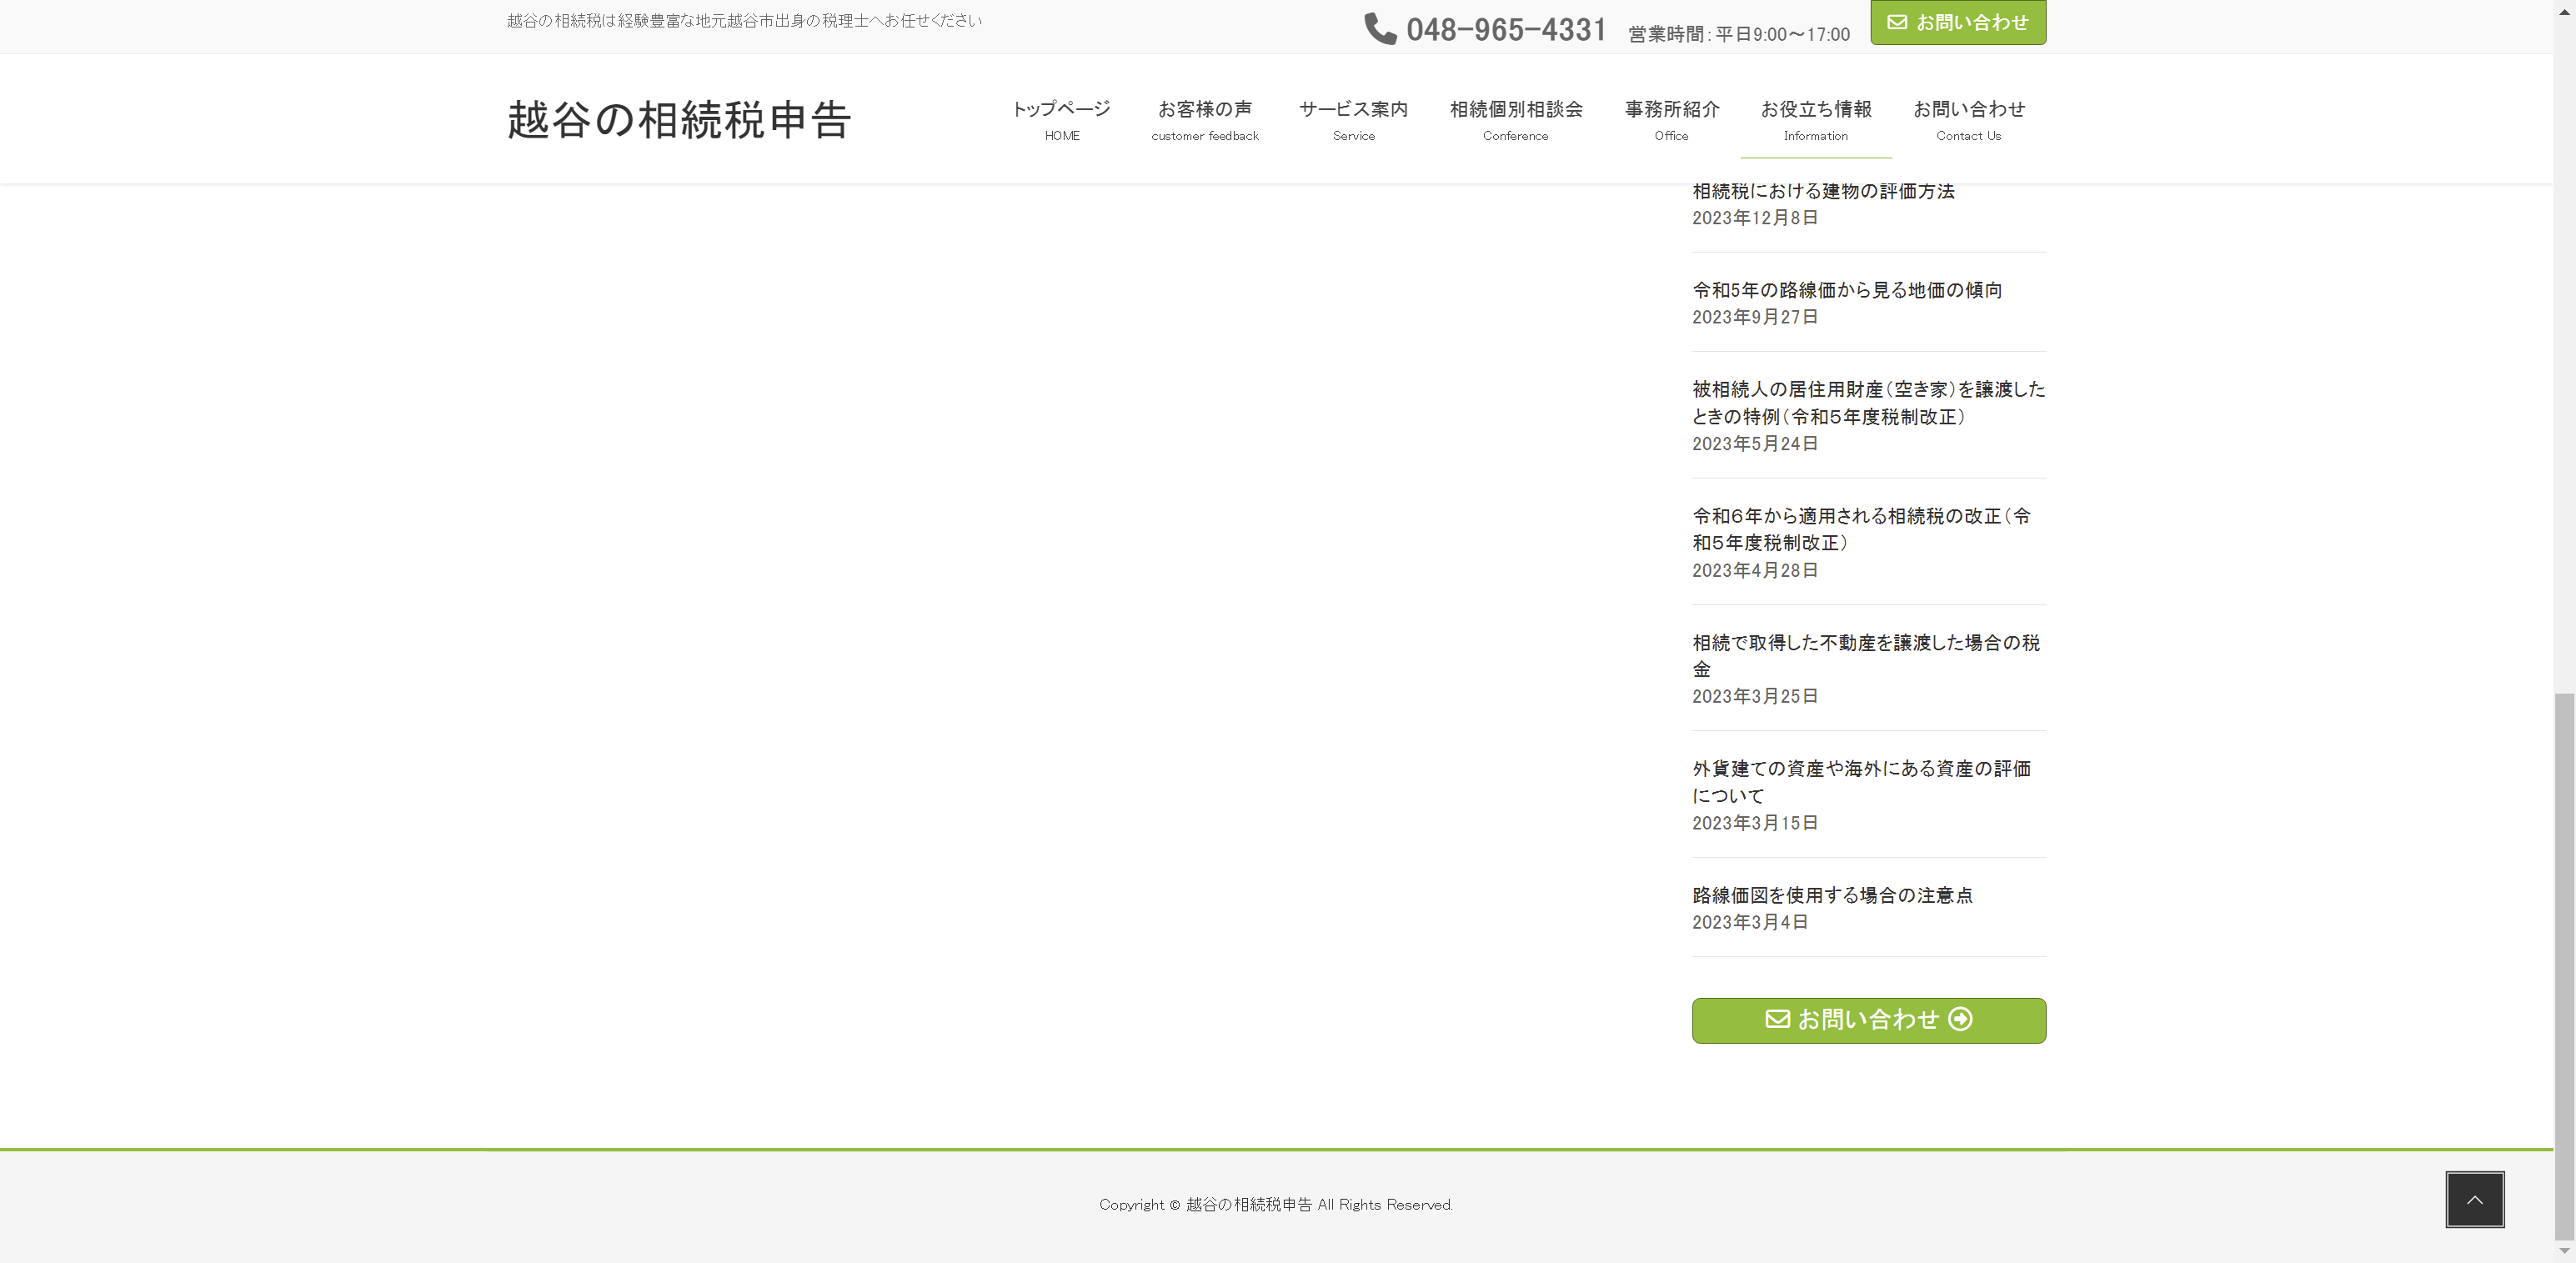 越谷の相続税は経験豊富な地元越谷市出身の税理士へお任せください
048-965-4331 営業時間：平日9:00～17:00
お問い合わせ
越谷の相続税申告
トップページ
HOME
お客様の声
customer feedback
サービス案内
Service
相続個別相談会
Conference
事務所紹介
Office
お役立ち情報
Information
お問い合わせ
Contact Us
相続税における建物の評価方法
2023年12月8日
令和5年の路線価から見る地価の傾向
2023年9月27日
被相続人の居住用財産（空き家）を譲渡した
ときの特例（令和５年度税制改正）
2023年5月24日
令和６年から適用される相続税の改正（令
和５年度税制改正）
2023年4月28日
相続で取得した不動産を譲渡した場合の税
金
2023年3月25日
外貨建ての資産や海外にある資産の評価
について
2023年3月15日
路線価図を使用する場合の注意点
2023年3月4日
お問い合わせ
Copyright © 越谷の相続税申告 All Rights Reserved.